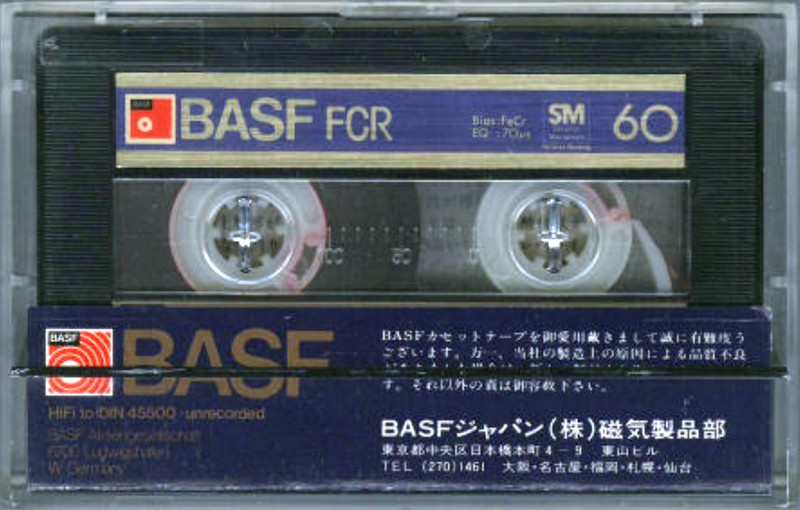 BASF
BASF FCR
Bias:FeCr
EQ :70μs
SM
60
100 50 0
BASF
BASF
HiFi to DIN 45500 · unrecorded
BASF Aktiengesellschaft
6700 Ludwigshafen
W. Germany
BASFカセットテープを御愛用戴きまして誠に有難度う
ございます。万一、当社の製造上の原因による品質不良
す。それ以外の責は御容赦下さい。
BASFジャパン(株)磁気製品部
東京都中央区日本橋本町4-9 東山ビル
TEL (270)1461 大阪・名古屋・福岡・札幌・仙台